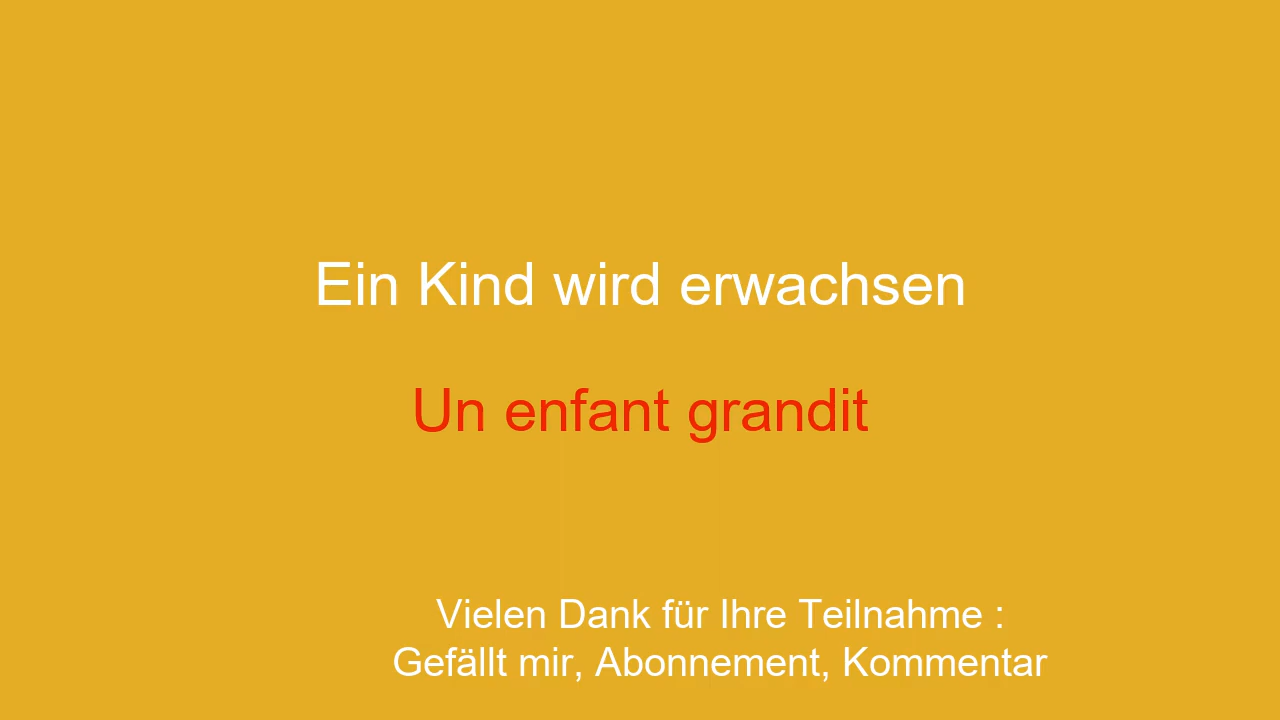 Ein Kind wird erwachsen
Un enfant grandit
Vielen Dank für Ihre Teilnahme :
Gefällt mir, Abonnement, Kommentar